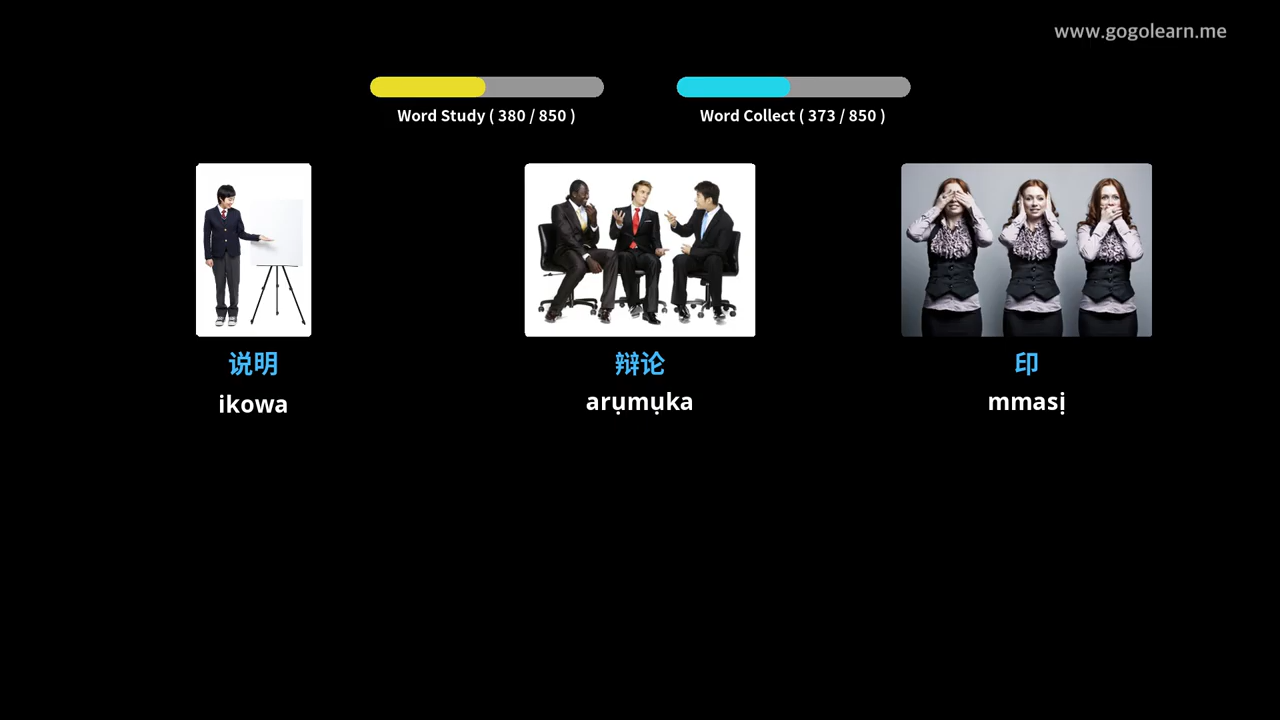 www.gogolearn.me
Word Study ( 380 / 850 )
Word Collect ( 373 / 850 )
说明
辩论
印
ikowa
arụmụka
mmasị